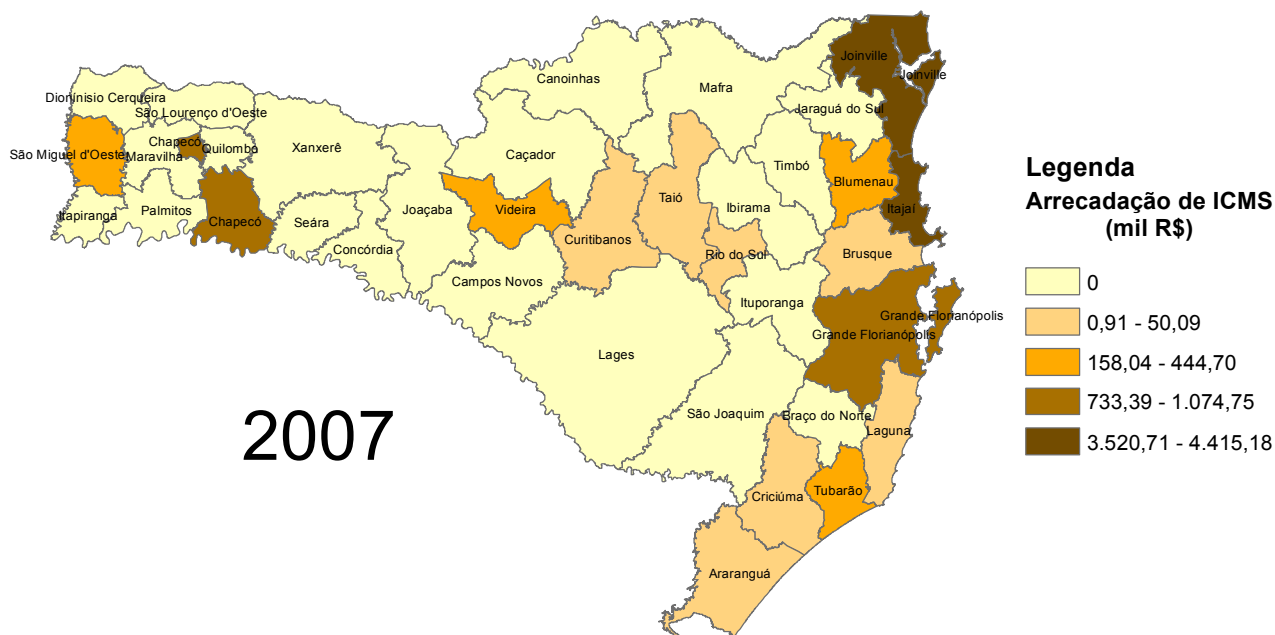 Joinville
Joinville
Canoinhas
Mafra
Dionísio Cerqueira
São Lourenço d'Oeste
Jaraguá do Sul
Chapecó
Quilombo
Xanxerê
São Miguel d'Oeste
Maravilha
Caçador
Timbó
Blumenau
Taió
Ibirama
Itapiranga
Palmitos
Chapecó
Seára
Joaçaba
Videira
Itajaí
Curitibanos
Rio do Sul
Brusque
Concórdia
Campos Novos
Ituporanga
Grande Florianópolis
Grande Florianópolis
Lages
São Joaquim
Braço do Norte
Laguna
Criciúma
Tubarão
Araranguá
2007
Legenda
Arrecadação de ICMS
(mil R$)
0
0,91 - 50,09
158,04 - 444,70
733,39 - 1.074,75
3.520,71 - 4.415,18